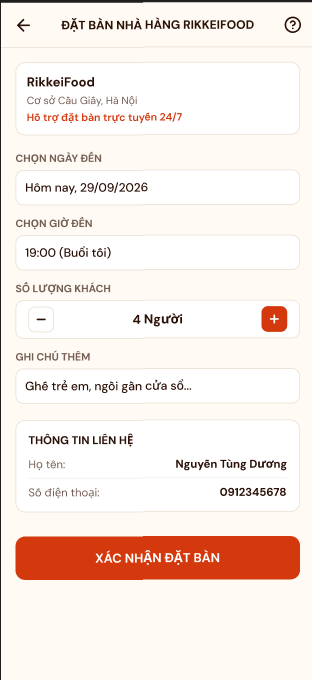 ĐẶT BÀN NHÀ HÀNG RIKKEIFOOD
RikkeiFood
Cơ sở Cầu Giấy, Hà Nội
Hỗ trợ đặt bàn trực tuyến 24/7
CHỌN NGÀY ĐẾN
Hôm nay, 29/09/2026
CHỌN GIỜ ĐẾN
19:00 (Buổi tối)
SỐ LƯỢNG KHÁCH
− 4 Người +
GHI CHÚ THÊM
Ghế trẻ em, ngồi gần cửa sổ...
THÔNG TIN LIÊN HỆ
Họ tên: Nguyễn Tùng Dương
Số điện thoại: 0912345678
XÁC NHẬN ĐẶT BÀN